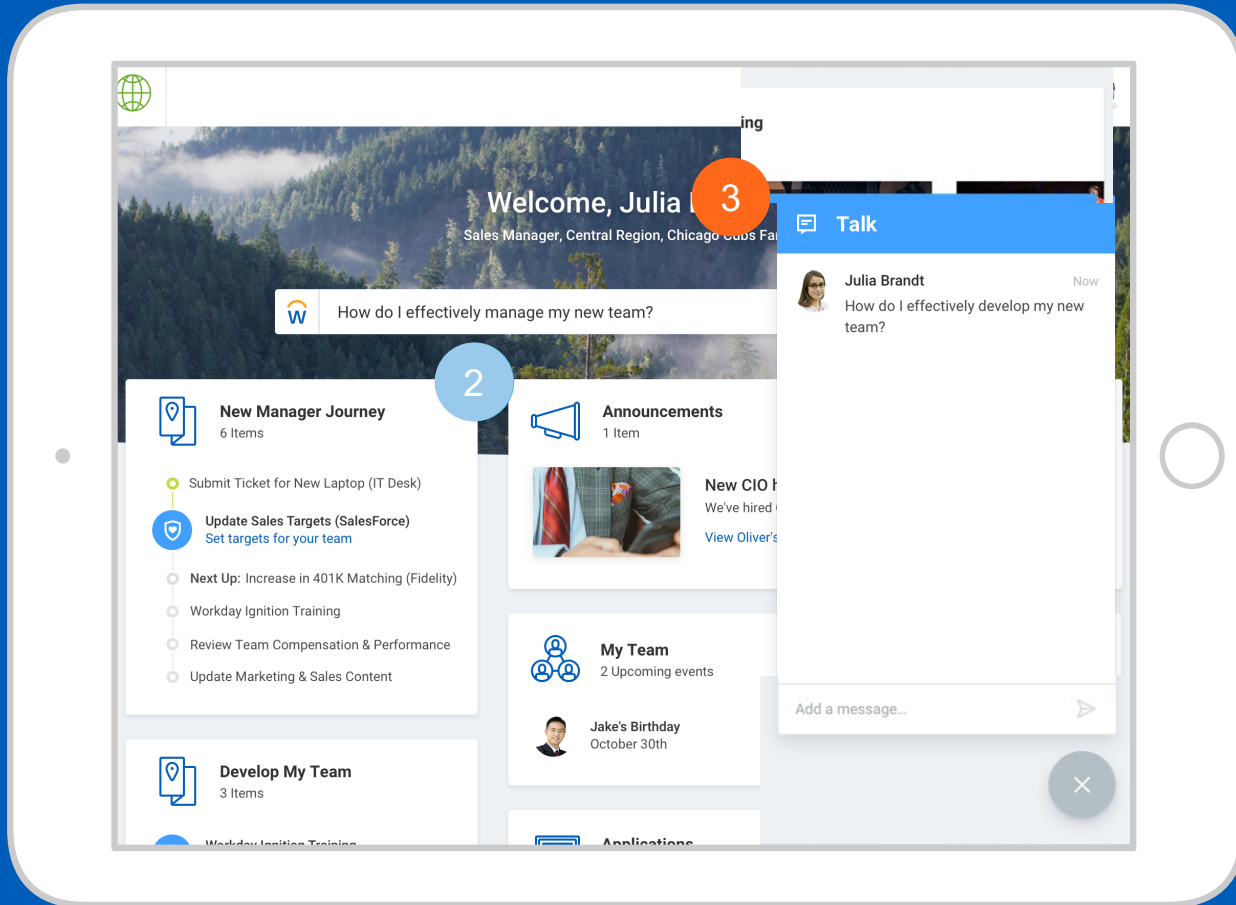 ing
Welcome, Julia
3
Sales Manager, Central Region, Chicago Cubs
Talk
Julia Brandt
Now
How do I effectively develop my new
team?
W
How do I effectively manage my new team?
2
New Manager Journey
6 Items
Submit Ticket for New Laptop (IT Desk)
Update Sales Targets (SalesForce)
Set targets for your team
Next Up: Increase in 401K Matching (Fidelity)
Workday Ignition Training
Review Team Compensation & Performance
Update Marketing & Sales Content
Announcements
1 Item
New CIO
We've hired
View Oliver's
My Team
2 Upcoming events
Jake's Birthday
October 30th
Add a message...
Develop My Team
3 Items
Workday Ignition Training
Applications